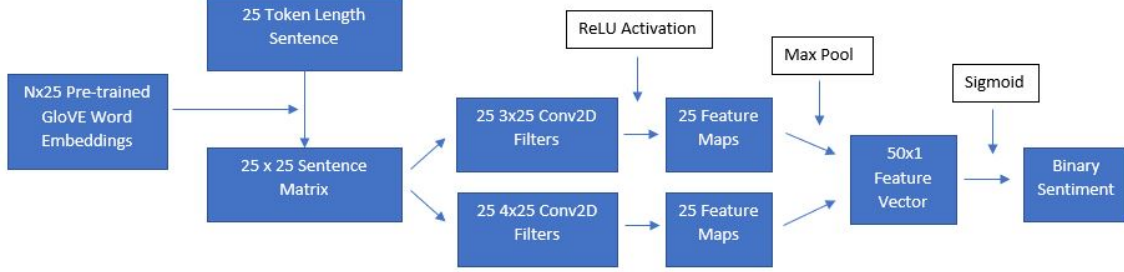 25 Token Length
Sentence
Nx25 Pre-trained
GloVE Word
Embeddings
25 x 25 Sentence
Matrix
ReLU Activation
25 3x25 Conv2D
Filters
25 Feature
Maps
25 4x25 Conv2D
Filters
25 Feature
Maps
Max Pool
50x1
Feature
Vector
Sigmoid
Binary
Sentiment